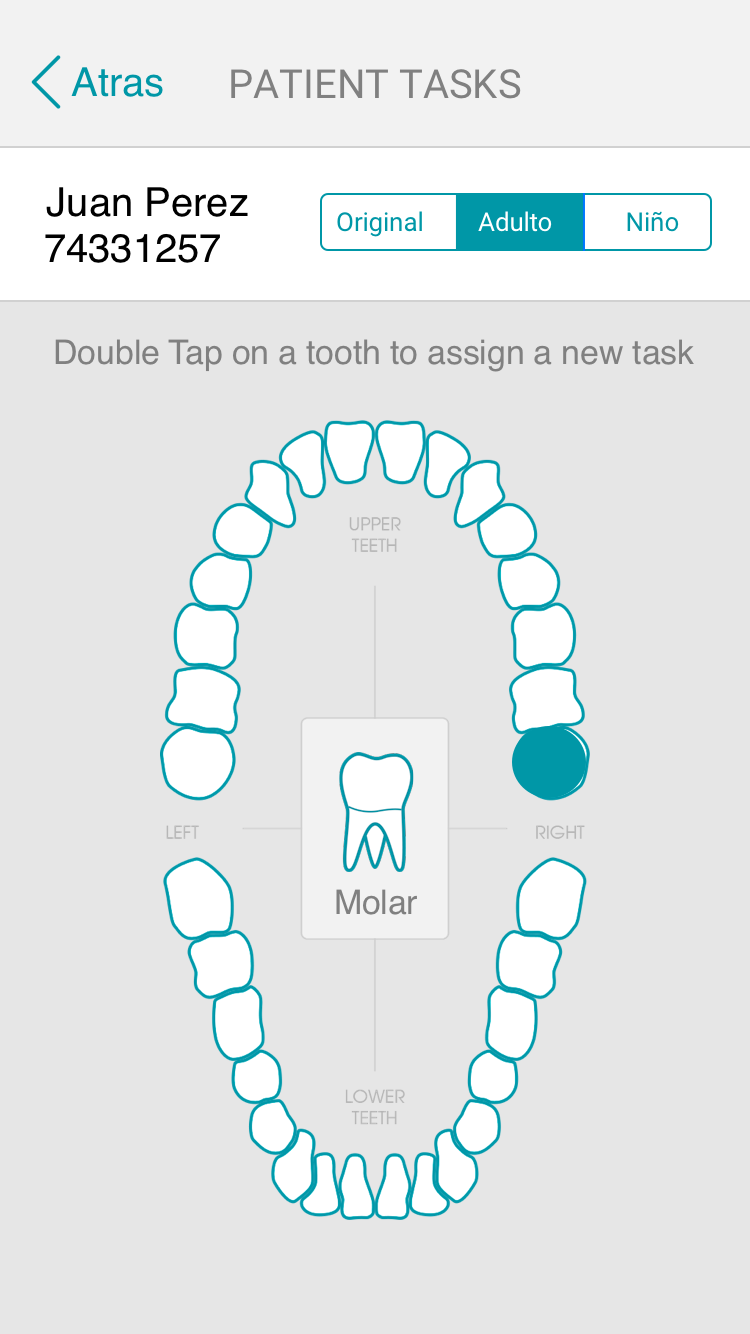 Atras
PATIENT TASKS
Juan Perez
74331257
Original
Adulto
Niño
Double Tap on a tooth to assign a new task
UPPER
TEETH
LEFT
RIGHT
Molar
LOWER
TEETH